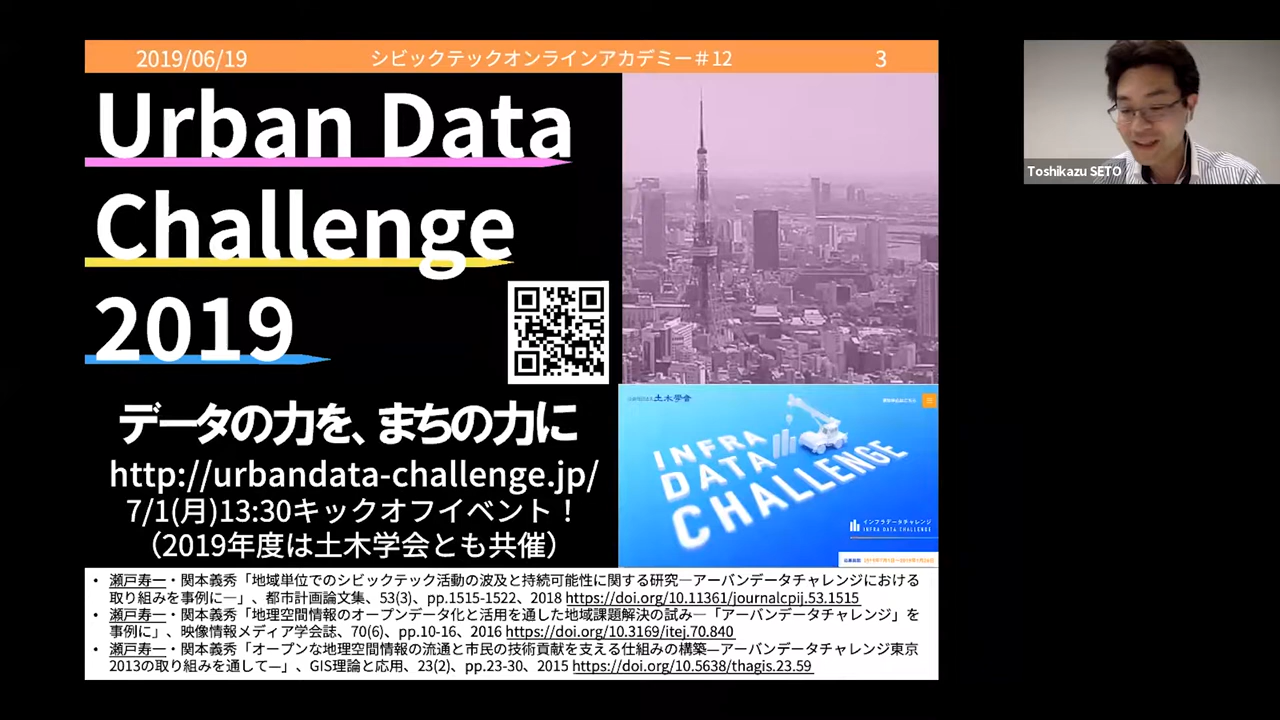 2019/06/19
シビックテックオンラインアカデミー＃12
3
Toshikazu SETO
Urban Data
Challenge
2019
データの力を、まちの力に
http://urbandata-challenge.jp/
7/1(月)13:30キックオフイベント！
（2019年度は土木学会とも共催）
土木學會
INFRA
DATA
CHALLENGE
インフラデータチャレンジ
INFRA DATA CHALLENGE
• 瀬戸寿一・関本義秀「地域単位でのシビックテック活動の波及と持続可能性に関する研究―アーバンデータチャレンジにおける
取り組みを事例に―」、都市計画論文集、53(3)、pp.1515-1522、2018 https://doi.org/10.11361/journalcpij.53.1515
• 瀬戸寿一・関本義秀「地理空間情報のオープンデータ化と活用を通した地域課題解決の試み―「アーバンデータチャレンジ」を
事例に」、映像情報メディア学会誌、70(6)、pp.10-16、2016 https://doi.org/10.3169/itej.70.840
• 瀬戸寿一・関本義秀「オープンな地理空間情報の流通と市民の技術貢献を支える仕組みの構築―アーバンデータチャレンジ東京
2013の取り組みを通して―」、GIS理論と応用、23(2)、pp.23-30、2015 https://doi.org/10.5638/thagis.23.59